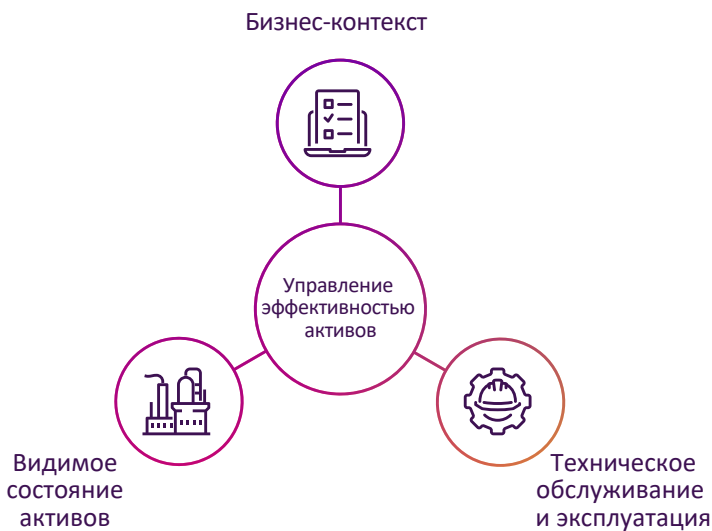 Бизнес-контекст
Управление
эффективностью
активов
Видимое
состояние
активов
Техническое
обслуживание
и эксплуатация